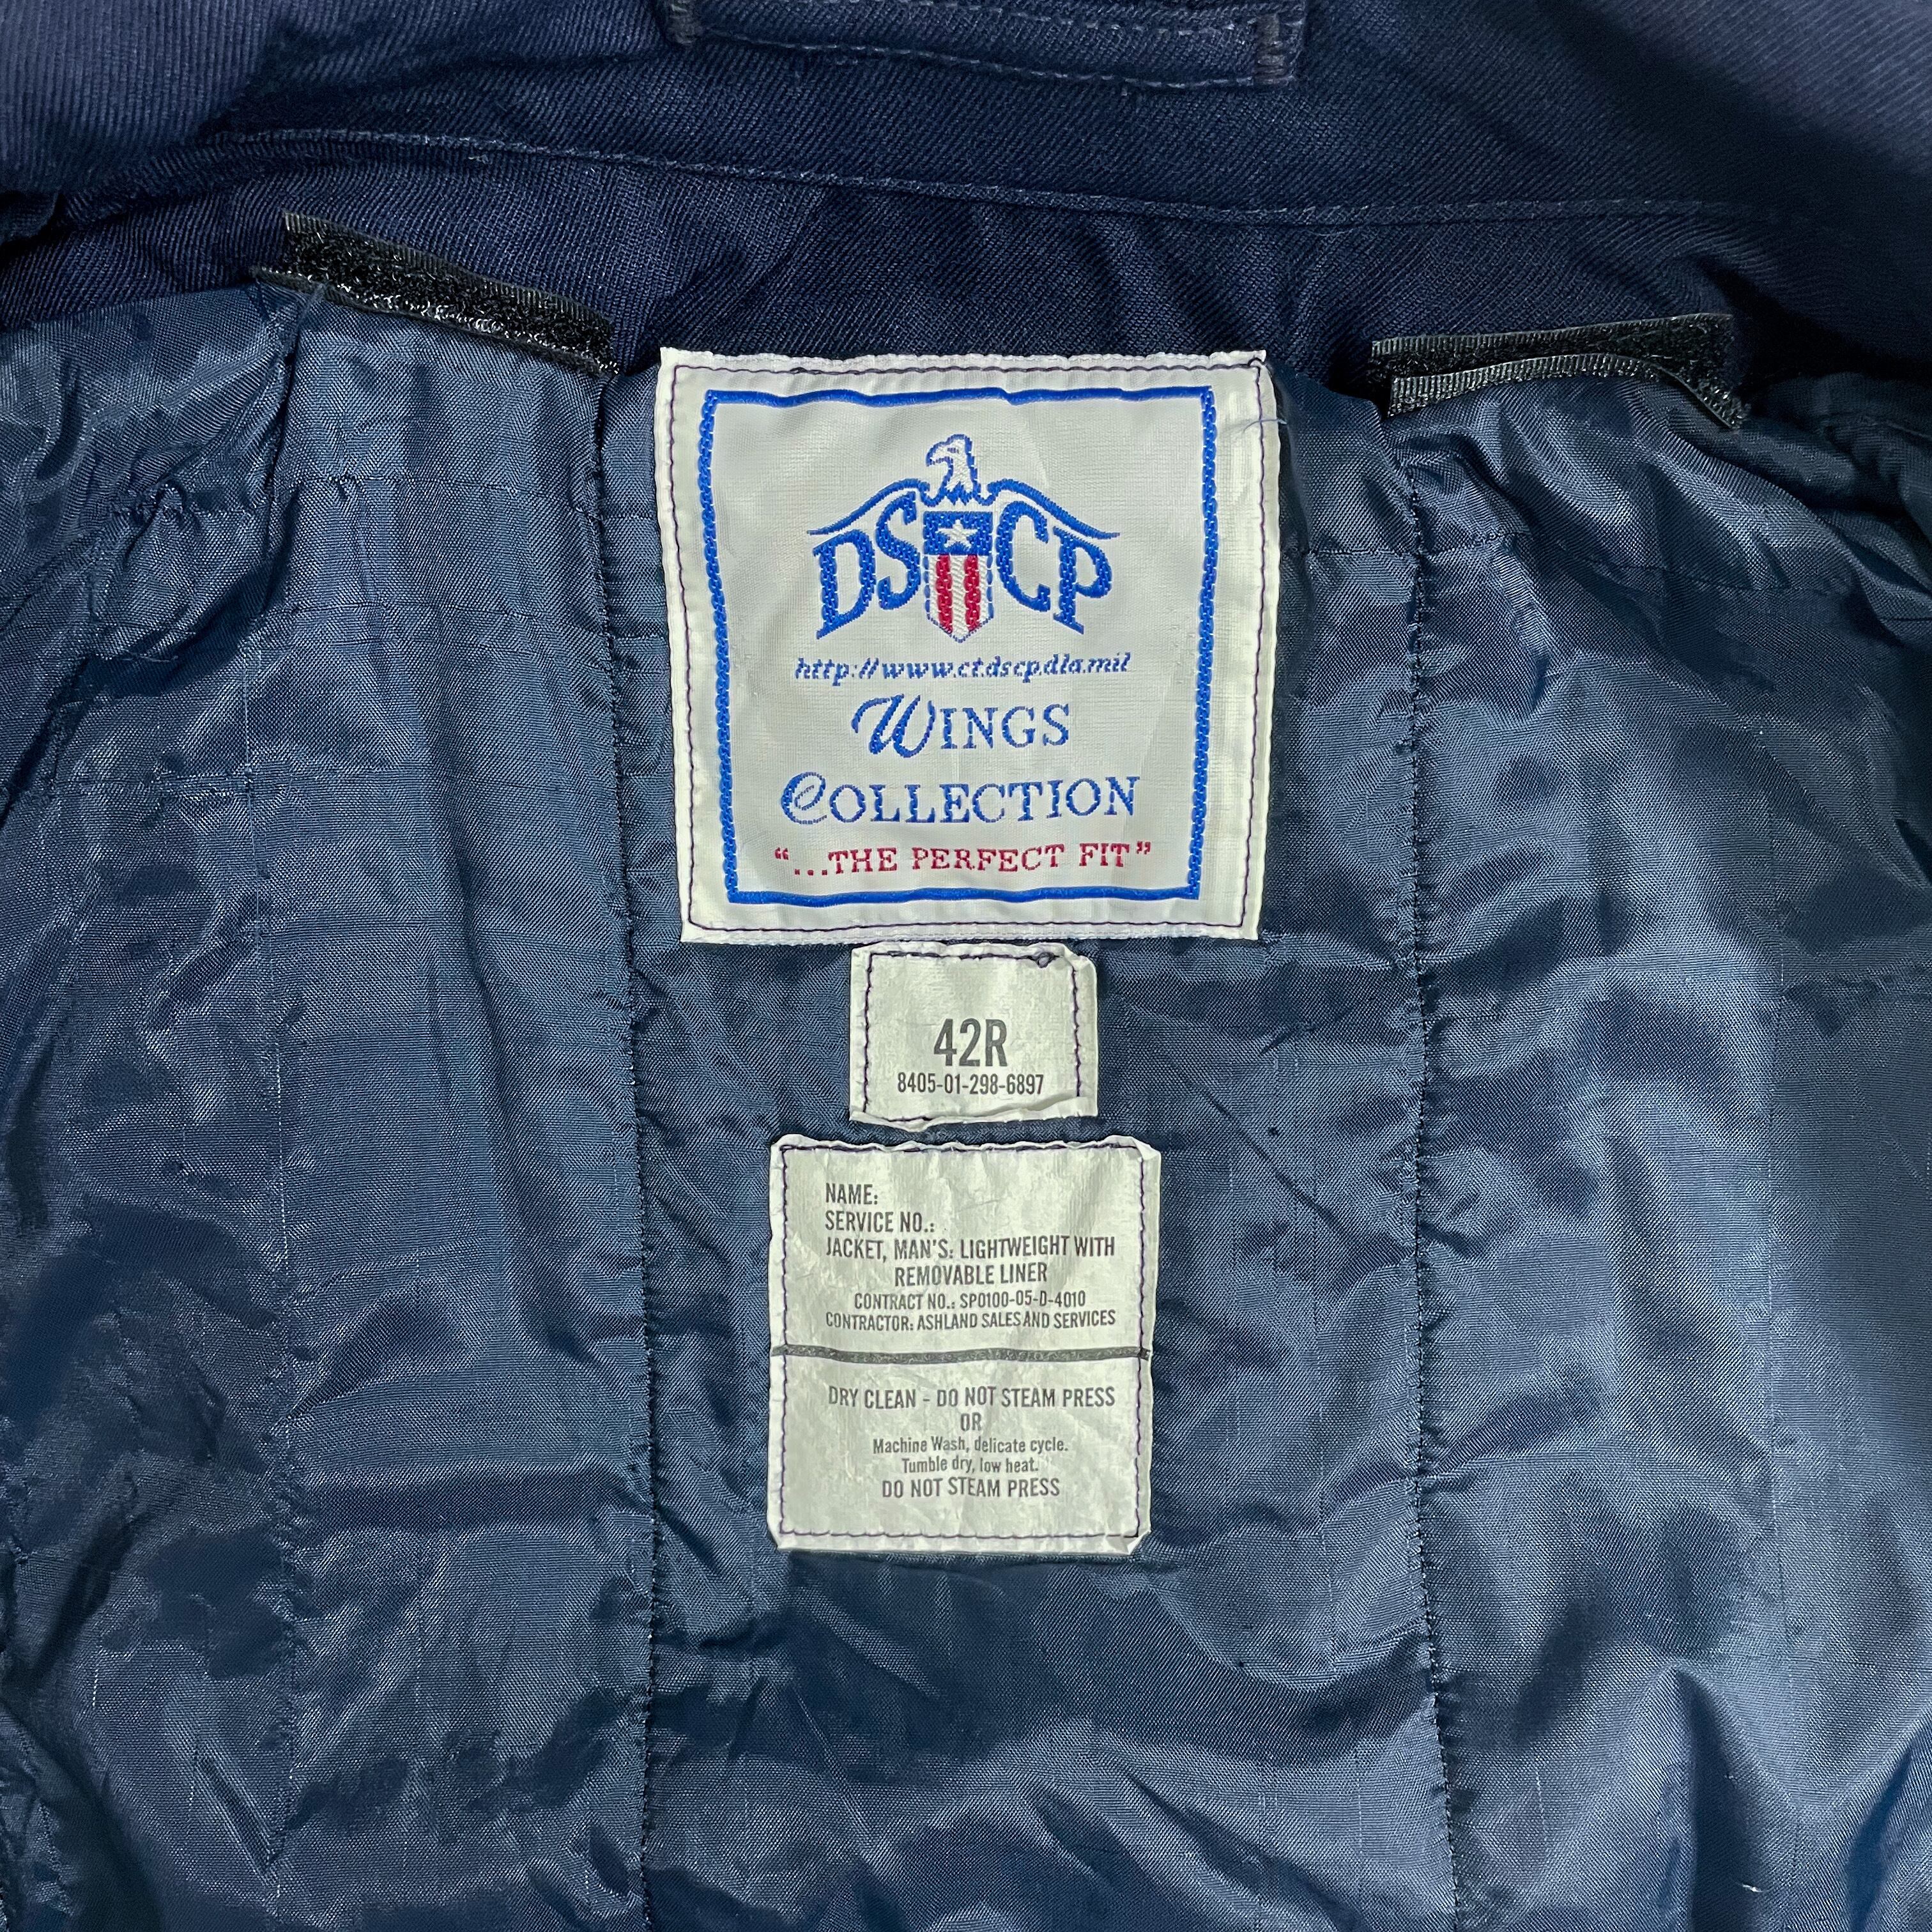 DSCP
http://www.ct.dscp.dla.mil
WINGS
COLLECTION
"...THE PERFECT FIT"
42R
8405-01-298-6897
NAME:
SERVICE NO.:
JACKET, MAN'S: LIGHTWEIGHT WITH
REMOVABLE LINER
CONTRACT NO.: SP0100-05-D-4010
CONTRACTOR: ASHLAND SALES AND SERVICES
DRY CLEAN - DO NOT STEAM PRESS
OR
Machine Wash, delicate cycle.
Tumble dry, low heat.
DO NOT STEAM PRESS